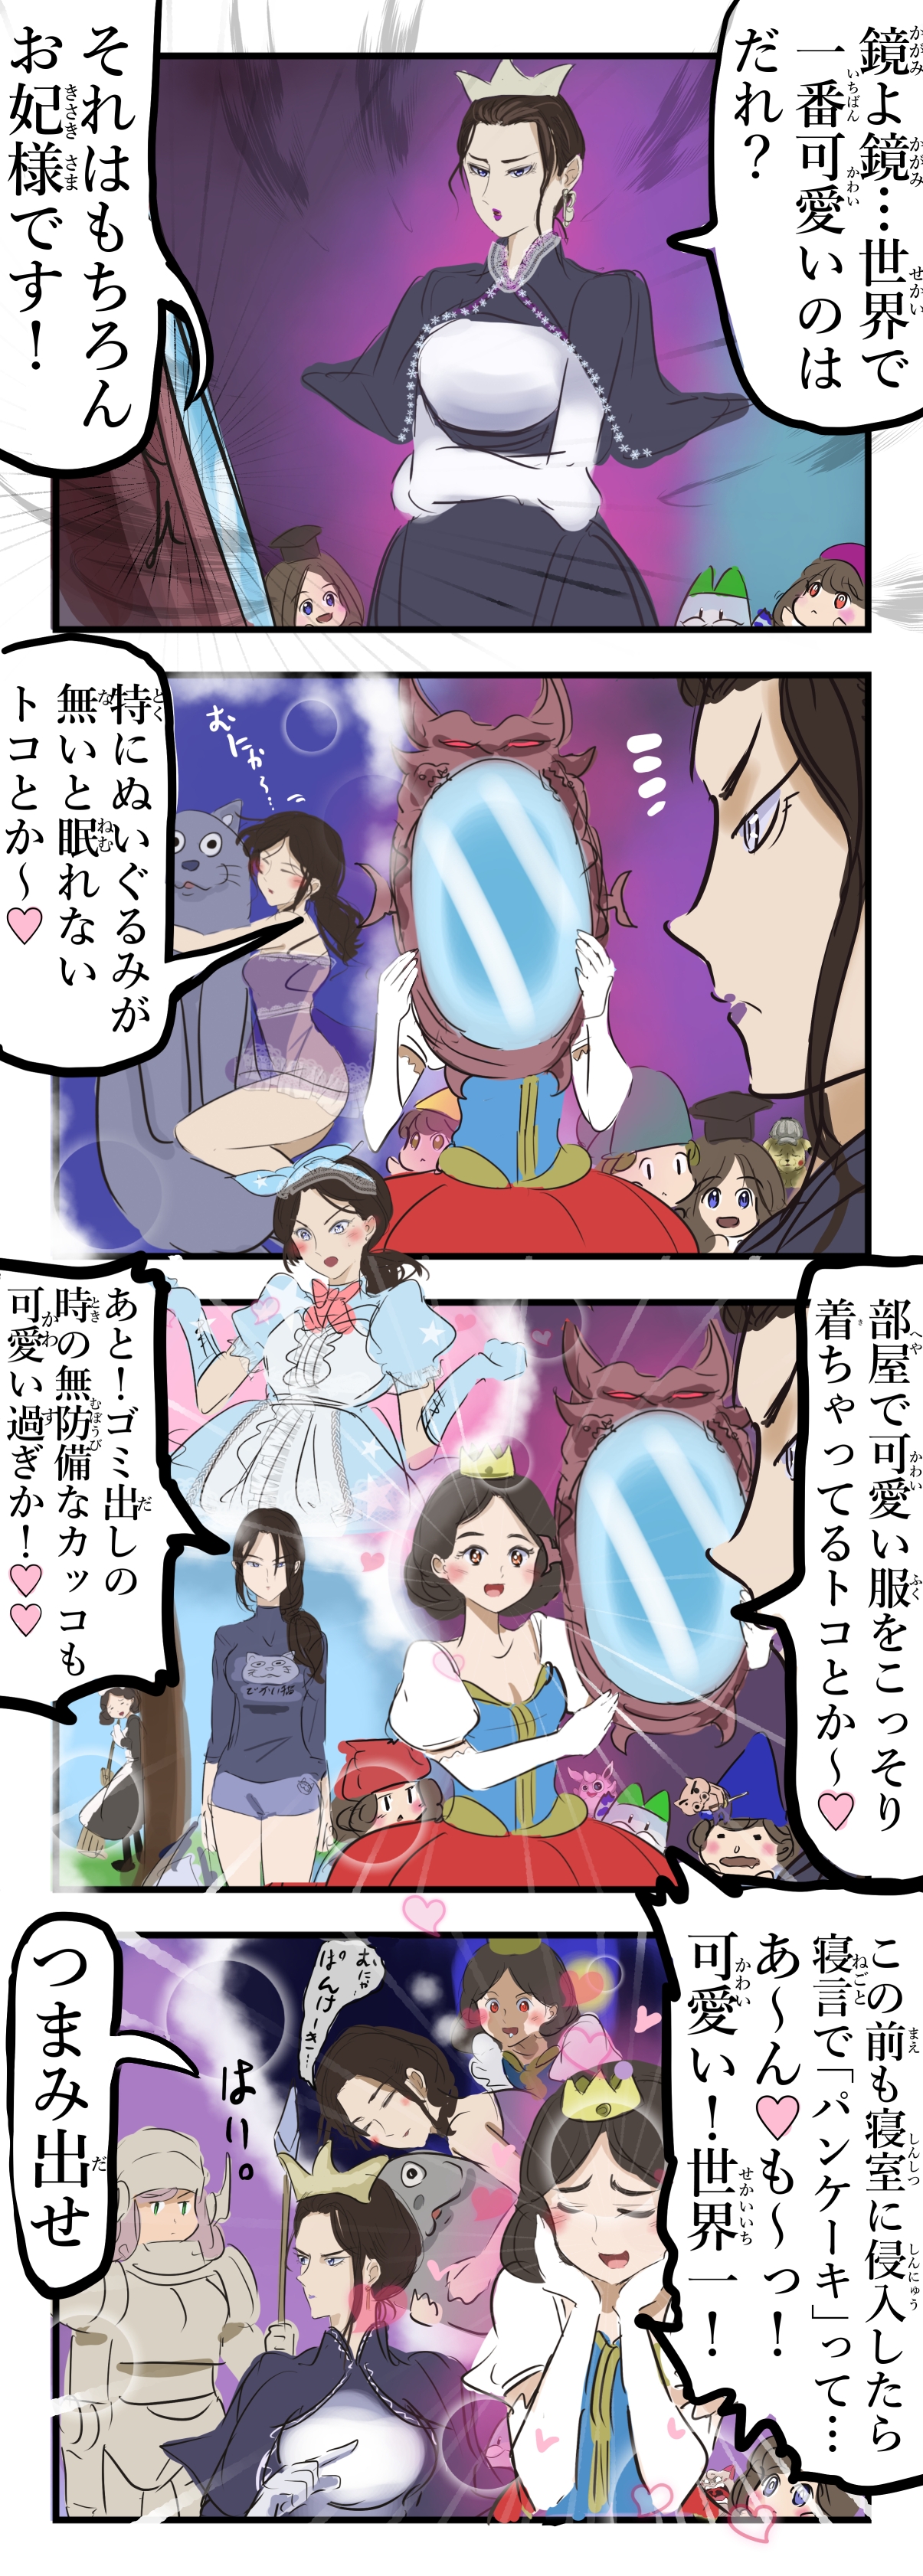 鏡よ鏡…世界で
一番可愛いのは
だれ？
それはもちろん
お妃様です！
むにゃ〜…
特にぬいぐるみが
無いと眠れない
トコとか〜♡
部屋で可愛い服をこっそり
着ちゃってるトコとか〜♡
あと！ゴミ出しの
時の無防備なカッコも
可愛い過ぎか！♡♡
でかい猫
この前も寝室に侵入したら
寝言で「パンケーキ」って…
あ〜ん♡も〜っ！
可愛い！世界一！
むにゃ
ぱんけーき…
はい。
つまみ出せ